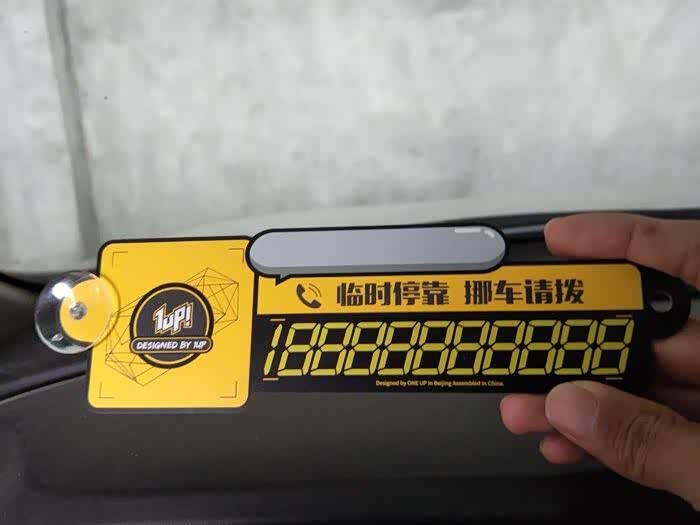 1UP!
DESIGNED BY 1UP
临时停靠 挪车请拨
18888888888
Designed by ONE UP in Beijing Assembled in China.